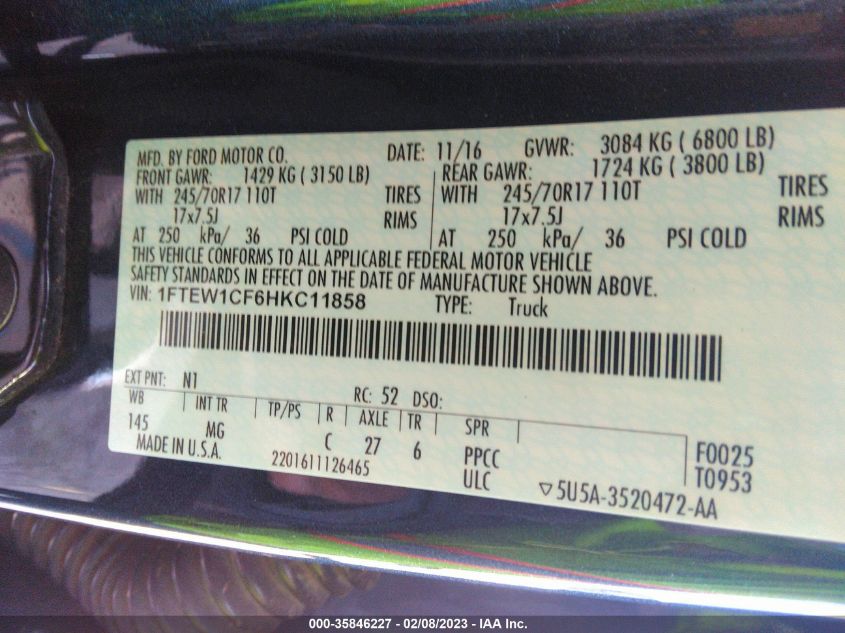 MFD. BY FORD MOTOR CO. DATE: 11/16 GVWR: 3084 KG ( 6800 LB)
FRONT GAWR: 1429 KG ( 3150 LB) REAR GAWR: 1724 KG ( 3800 LB)
WITH 245/70R17 110T TIRES WITH 245/70R17 110T TIRES
17x7.5J RIMS 17x7.5J RIMS
AT 250 kPa/ 36 PSI COLD AT 250 kPa/ 36 PSI COLD
THIS VEHICLE CONFORMS TO ALL APPLICABLE FEDERAL MOTOR VEHICLE
SAFETY STANDARDS IN EFFECT ON THE DATE OF MANUFACTURE SHOWN ABOVE.
VIN: 1FTEW1CF6HKC11858 TYPE: Truck
EXT PNT: N1 RC: 52 DSO:
WB INT TR TP/PS R AXLE TR SPR
145 MG C 27 6 PPCC F0025
MADE IN U.S.A. 2201611126465 ULC ▽5U5A-3520472-AA T0953
000-35846227 - 02/08/2023 - IAA Inc.